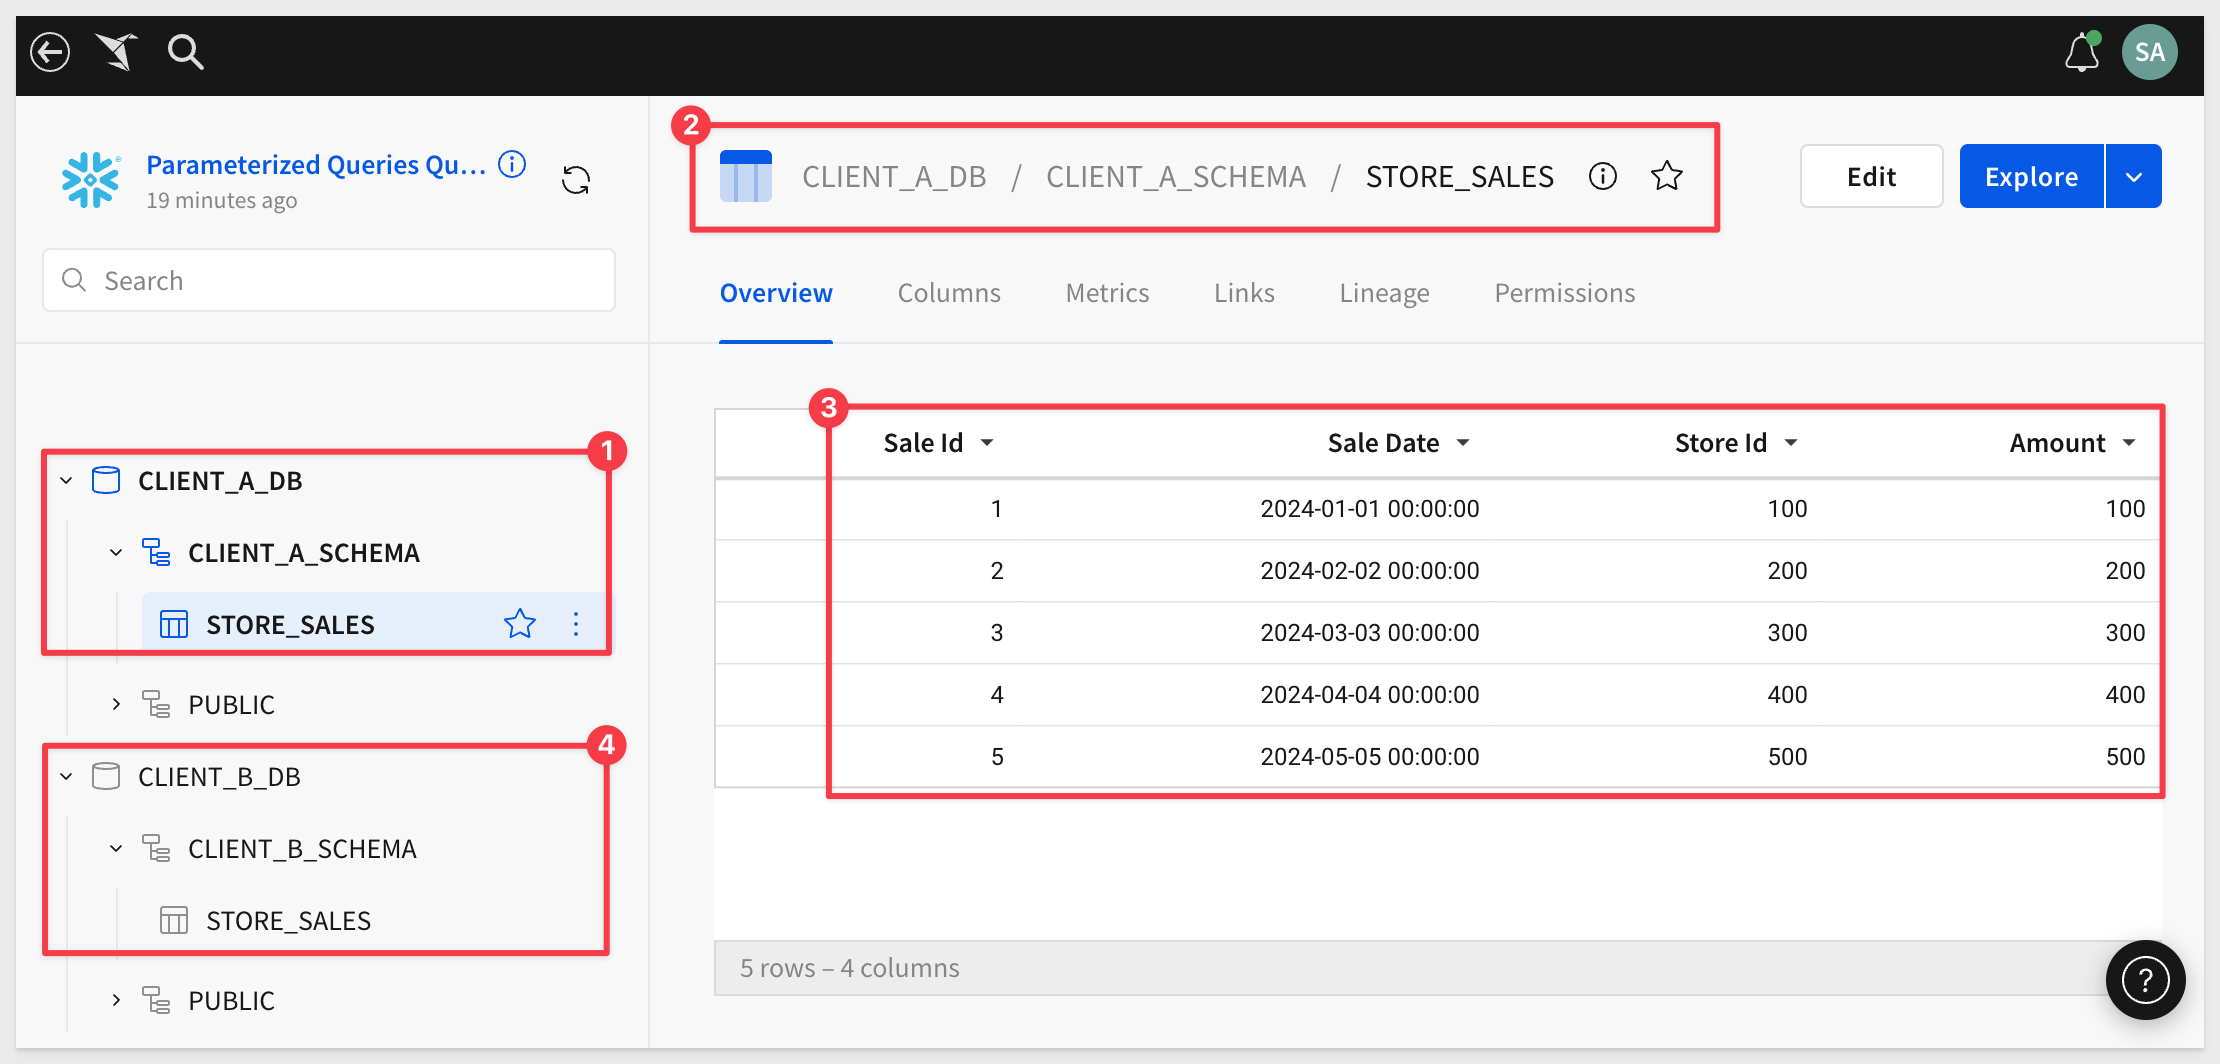 SA
Parameterized Queries Qu...
19 minutes ago
Search
1
CLIENT_A_DB
CLIENT_A_SCHEMA
STORE_SALES
PUBLIC
4
CLIENT_B_DB
CLIENT_B_SCHEMA
STORE_SALES
PUBLIC
2
CLIENT_A_DB / CLIENT_A_SCHEMA / STORE_SALES
Edit
Explore
Overview Columns Metrics Links Lineage Permissions
3
Sale Id Sale Date Store Id Amount
1 2024-01-01 00:00:00 100 100
2 2024-02-02 00:00:00 200 200
3 2024-03-03 00:00:00 300 300
4 2024-04-04 00:00:00 400 400
5 2024-05-05 00:00:00 500 500
5 rows – 4 columns
?